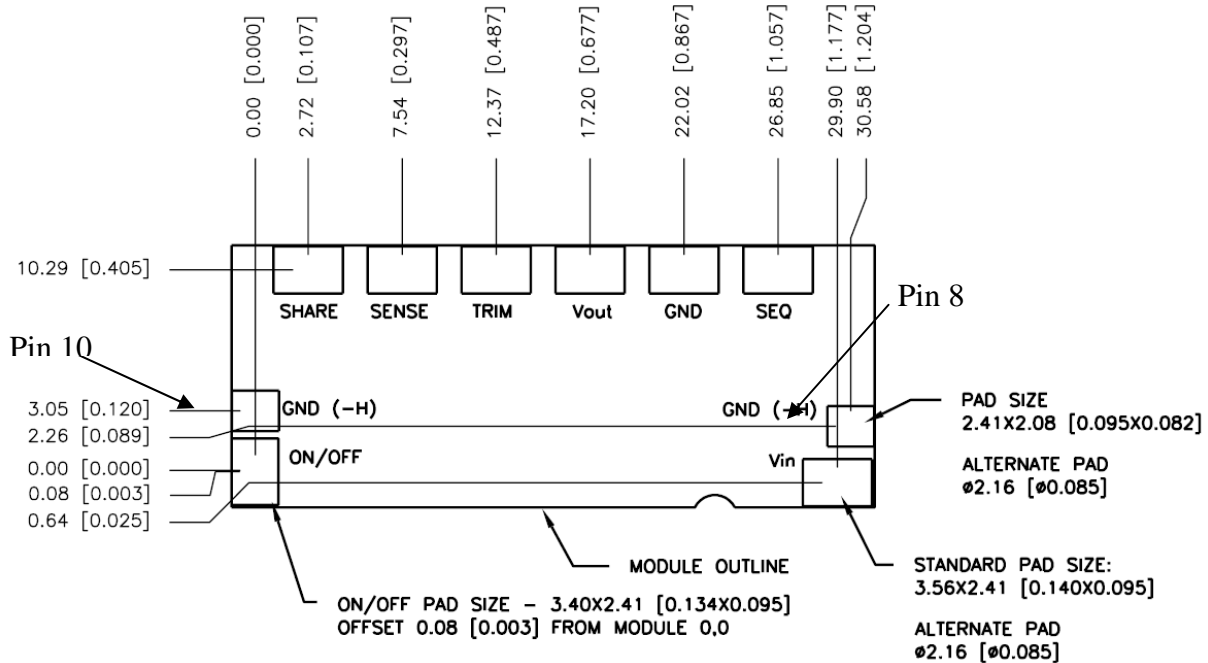 0.00 [0.000]
2.72 [0.107]
7.54 [0.297]
12.37 [0.487]
17.20 [0.677]
22.02 [0.867]
26.85 [1.057]
29.90 [1.177]
30.58 [1.204]
10.29 [0.405]
SHARE
SENSE
TRIM
Vout
GND
SEQ
Pin 8
Pin 10
3.05 [0.120]
GND (-H)
GND (-H)
2.26 [0.089]
0.00 [0.000]
ON/OFF
Vin
0.08 [0.003]
0.64 [0.025]
PAD SIZE
2.41X2.08 [0.095X0.082]
ALTERNATE PAD
ø2.16 [ø0.085]
MODULE OUTLINE
ON/OFF PAD SIZE - 3.40X2.41 [0.134X0.095]
OFFSET 0.08 [0.003] FROM MODULE 0,0
STANDARD PAD SIZE:
3.56X2.41 [0.140X0.095]
ALTERNATE PAD
ø2.16 [ø0.085]